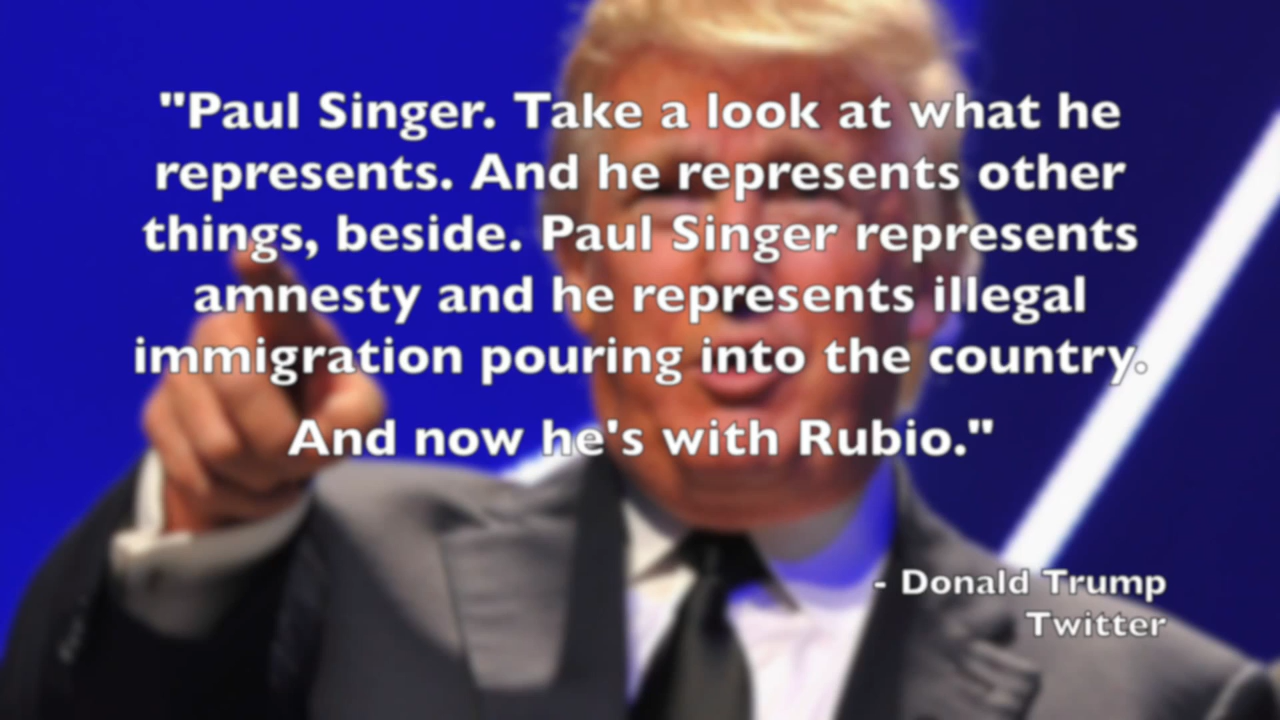 "Paul Singer. Take a look at what he
represents. And he represents other
things, beside. Paul Singer represents
amnesty and he represents illegal
immigration pouring into the country.
And now he's with Rubio."
- Donald Trump
Twitter